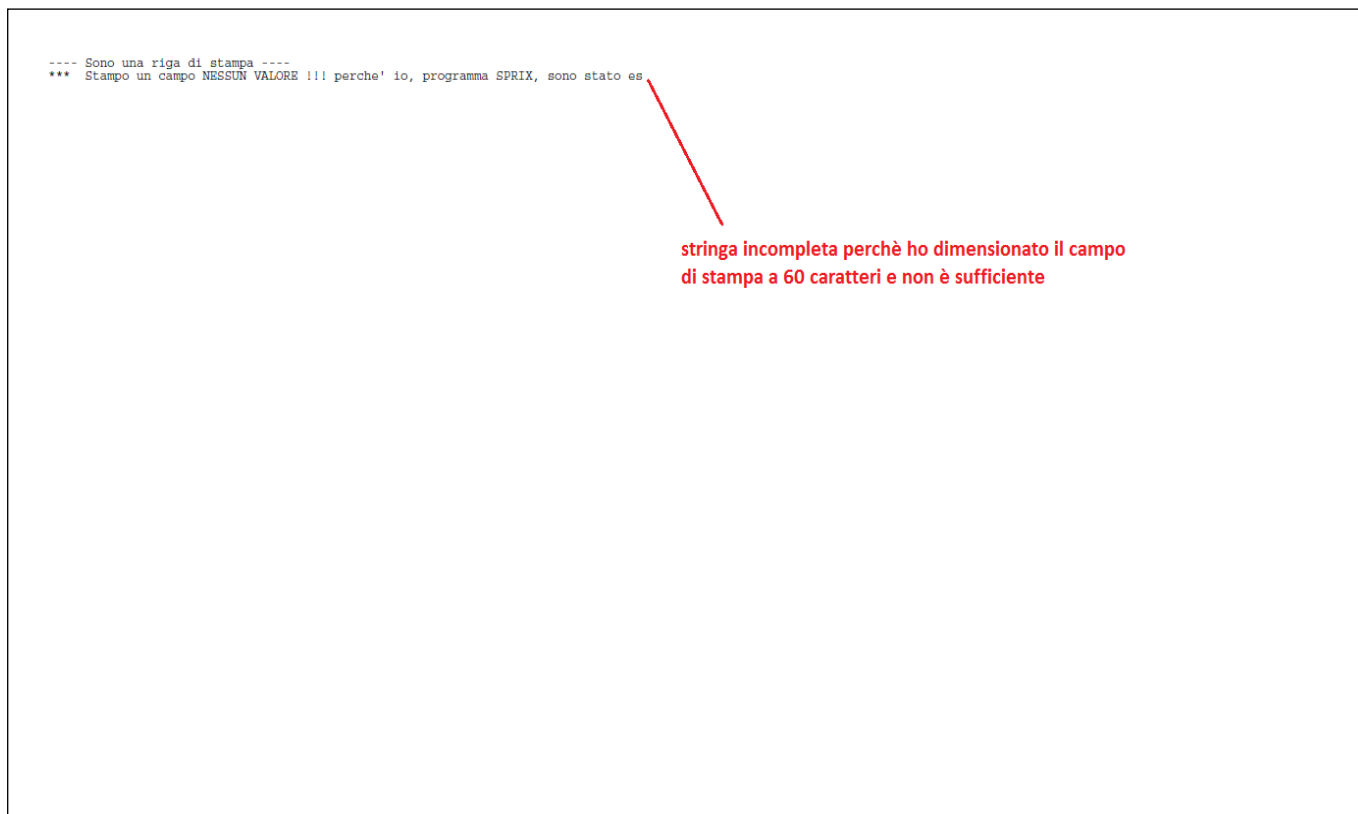 ---- Sono una riga di stampa ----
*** Stampo un campo NESSUN VALORE !!! perche' io, programma SPRIX, sono stato es
stringa incompleta perchè ho dimensionato il campo
di stampa a 60 caratteri e non è sufficiente